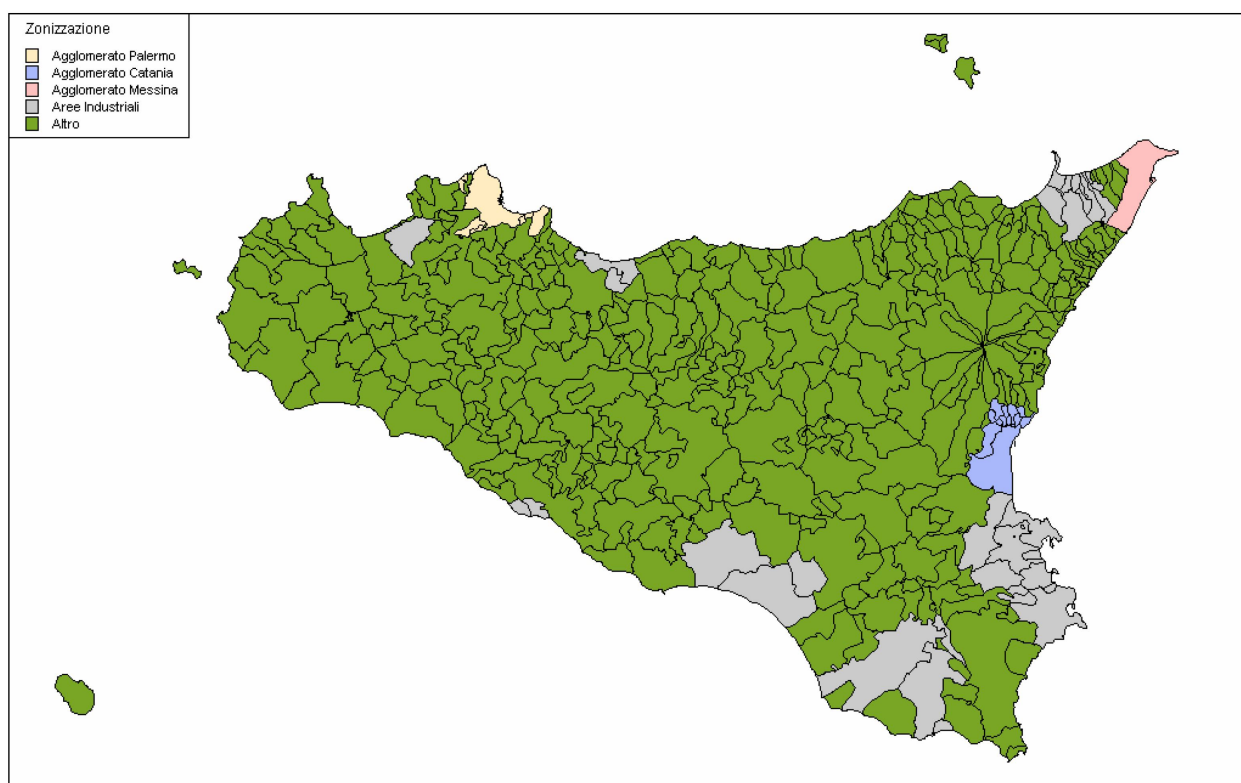 Zonizzazione
Agglomerato Palermo
Agglomerato Catania
Agglomerato Messina
Aree Industriali
Altro